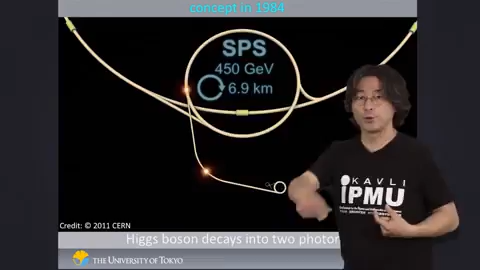 concept in 1984
SPS
450 GeV
6.9 km
KAVLI
IPMU
Credit: © 2011 CERN
Higgs boson decays into two photon
THE UNIVERSITY OF TOKYO